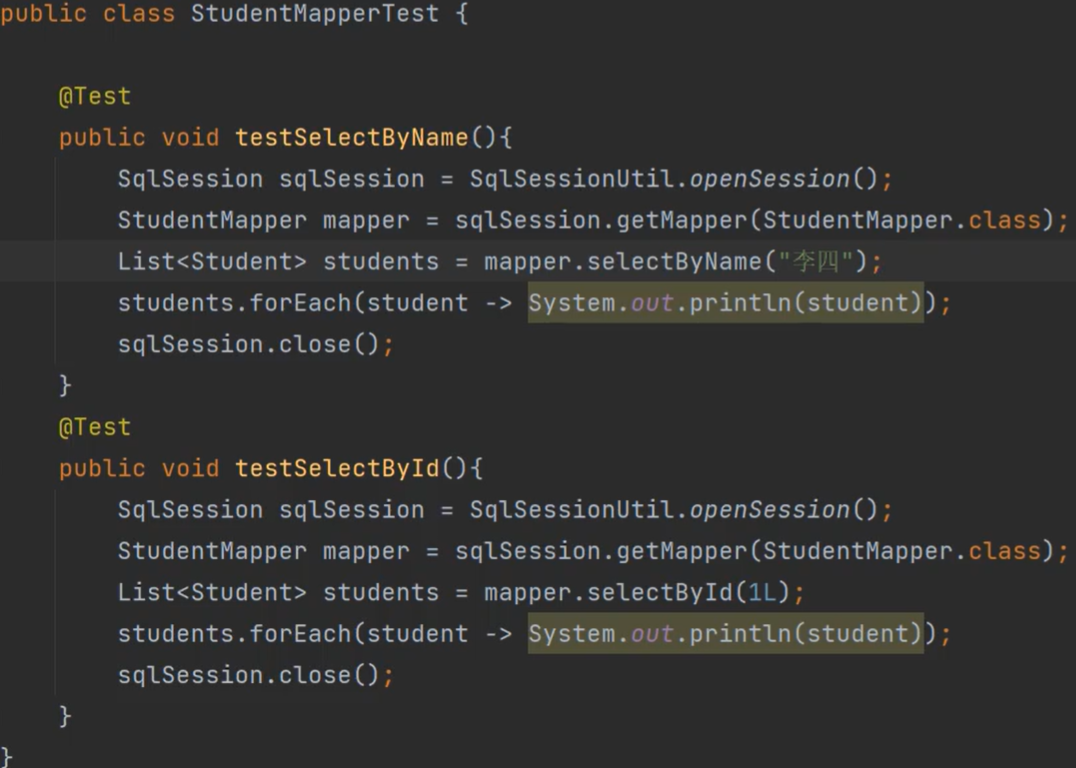 public class StudentMapperTest {
@Test
public void testSelectByName(){
SqlSession sqlSession = SqlSessionUtil.openSession();
StudentMapper mapper = sqlSession.getMapper(StudentMapper.class);
List<Student> students = mapper.selectByName("李四");
students.forEach(student -> System.out.println(student));
sqlSession.close();
}
@Test
public void testSelectById(){
SqlSession sqlSession = SqlSessionUtil.openSession();
StudentMapper mapper = sqlSession.getMapper(StudentMapper.class);
List<Student> students = mapper.selectById(1L);
students.forEach(student -> System.out.println(student));
sqlSession.close();
}
}